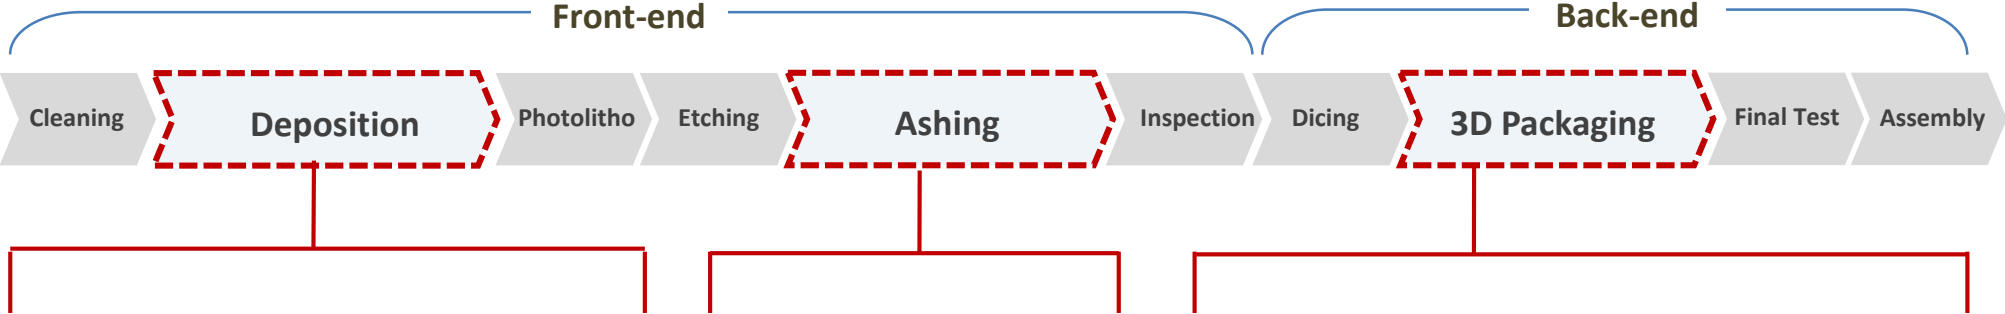 Front-end
Back-end
Cleaning
Deposition
Photolitho
Etching
Ashing
Inspection
Dicing
3D Packaging
Final Test
Assembly